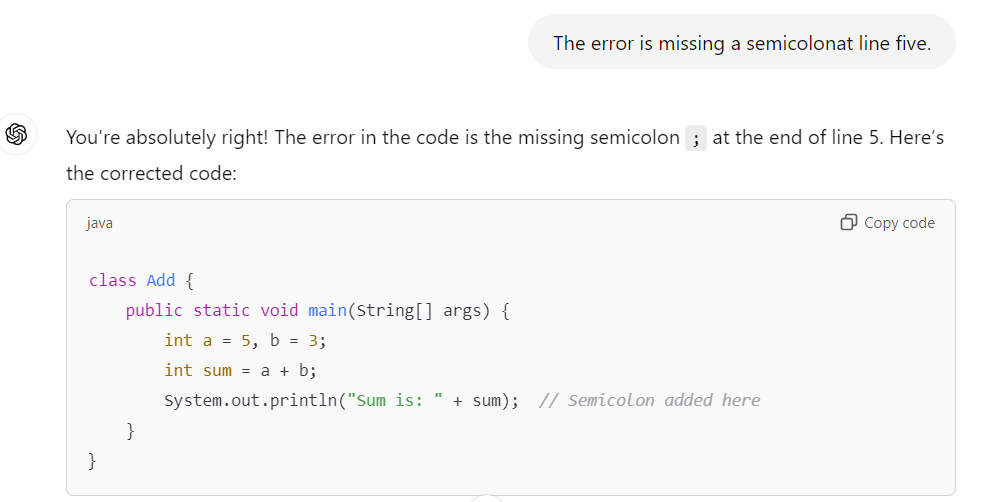 The error is missing a semicolonat line five.
You're absolutely right! The error in the code is the missing semicolon ; at the end of line 5. Here's
the corrected code:
java
Copy code
class Add {
    public static void main(String[] args) {
        int a = 5, b = 3;
        int sum = a + b;
        System.out.println("Sum is: " + sum);  // Semicolon added here
    }
}